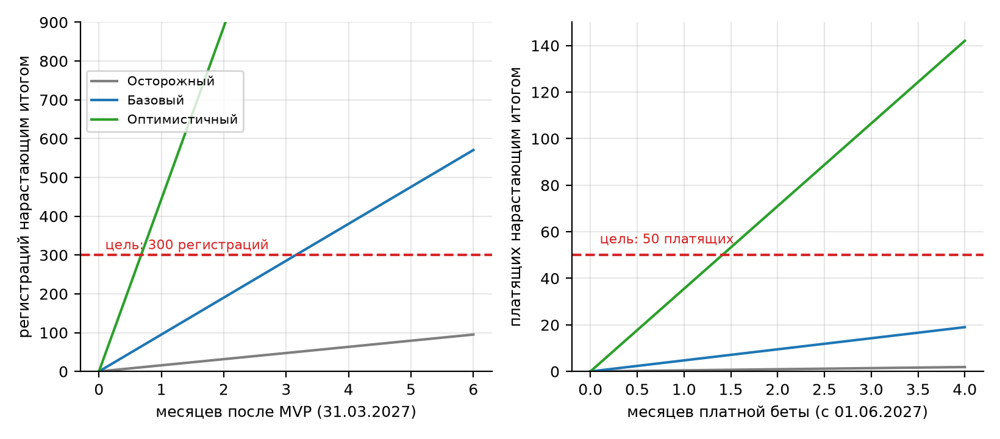 регистраций нарастающим итогом
900
800
700
600
500
400
300
200
100
0
Осторожный
Базовый
Оптимистичный
цель: 300 регистраций
0 1 2 3 4 5 6
месяцев после MVP (31.03.2027)
платящих нарастающим итогом
140
120
100
80
60
40
20
0
цель: 50 платящих
0.0 0.5 1.0 1.5 2.0 2.5 3.0 3.5 4.0
месяцев платной беты (с 01.06.2027)